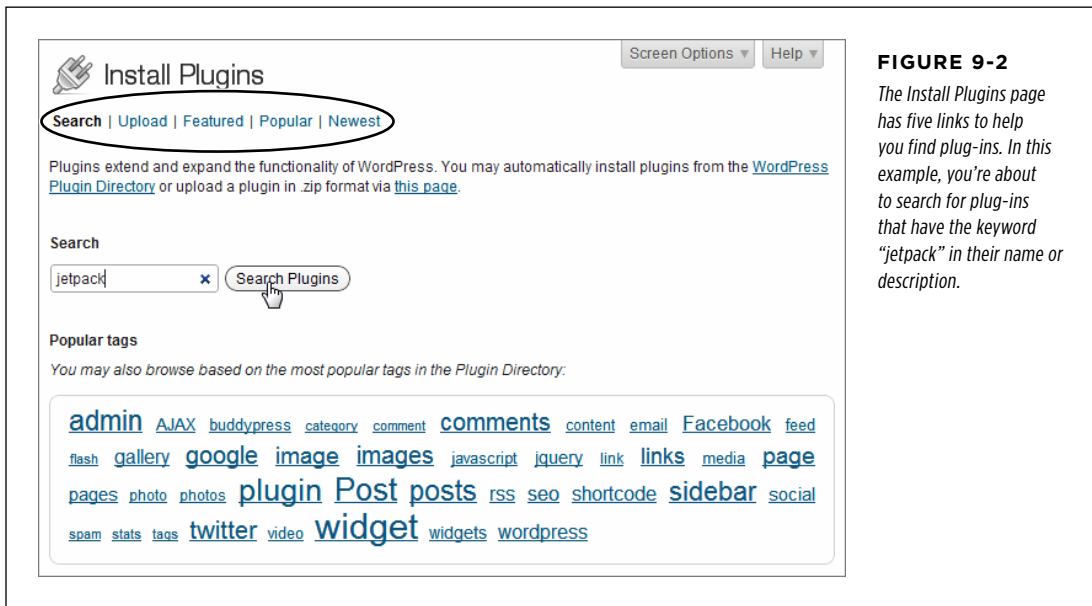 Screen Options
Help
Install Plugins
Search | Upload | Featured | Popular | Newest
Plugins extend and expand the functionality of WordPress. You may automatically install plugins from the WordPress
Plugin Directory or upload a plugin in .zip format via this page.
Search
jetpack
Search Plugins
Popular tags
You may also browse based on the most popular tags in the Plugin Directory:
admin AJAX buddypress category comment comments content email Facebook feed
flash gallery google image images javascript jquery link links media page
pages photo photos plugin Post posts rss seo shortcode sidebar social
spam stats tags twitter video widget widgets wordpress
FIGURE 9-2
The Install Plugins page
has five links to help
you find plug-ins. In this
example, you’re about
to search for plug-ins
that have the keyword
“jetpack” in their name or
description.